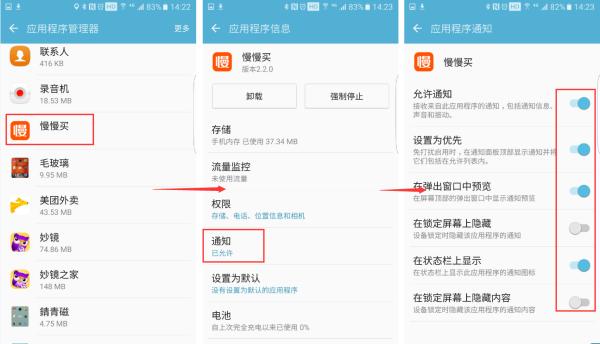 83% 14:22
应用程序管理器 更多
联系人
416 KB
录音机
18.53 MB
慢 慢慢买
毛玻璃
9.95 MB
美团外卖
43.53 MB
妙镜
74.86 MB
妙镜之家
148 MB
錆青磁
4.75 MB
HD 4G 83% 14:23
应用程序信息
慢 慢慢买
版本2.2.0
卸载 强制停止
存储
手机内存 已使用 37.34 MB
流量监控
未使用流量
权限
存储、电话、位置信息和相机
通知
已允许
设置为默认
没有设置为默认的应用程序
电池
自上次完全充电以来已使用 0%
HD 4G 82% 14:23
应用程序通知
慢 慢慢买
允许通知
接收来自此应用程序的通知，包括通知信息、
声音和振动。
设置为优先
免打扰启用时，在通知面板顶部显示通知并将
它们包括在允许列表内。
在弹出窗口中预览
在屏幕顶部的弹出窗口中显示通知预览
在锁定屏幕上隐藏
设备锁定时隐藏该应用程序的通知
在状态栏上显示
在状态栏上显示此应用程序的通知图标
在锁定屏幕上隐藏内容
设备锁定时隐藏该应用程序的通知内容